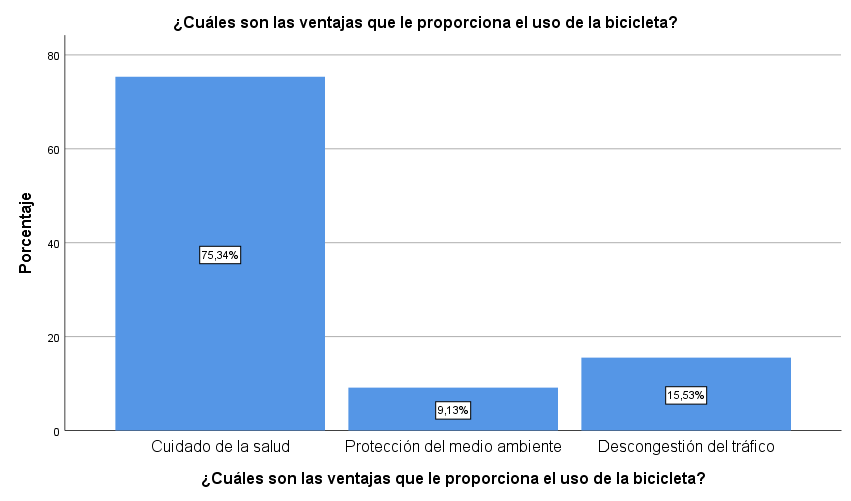 ¿Cuáles son las ventajas que le proporciona el uso de la bicicleta?
Porcentaje
80
60
40
20
0
75,34%
9,13%
15,53%
Cuidado de la salud
Protección del medio ambiente
Descongestión del tráfico
¿Cuáles son las ventajas que le proporciona el uso de la bicicleta?